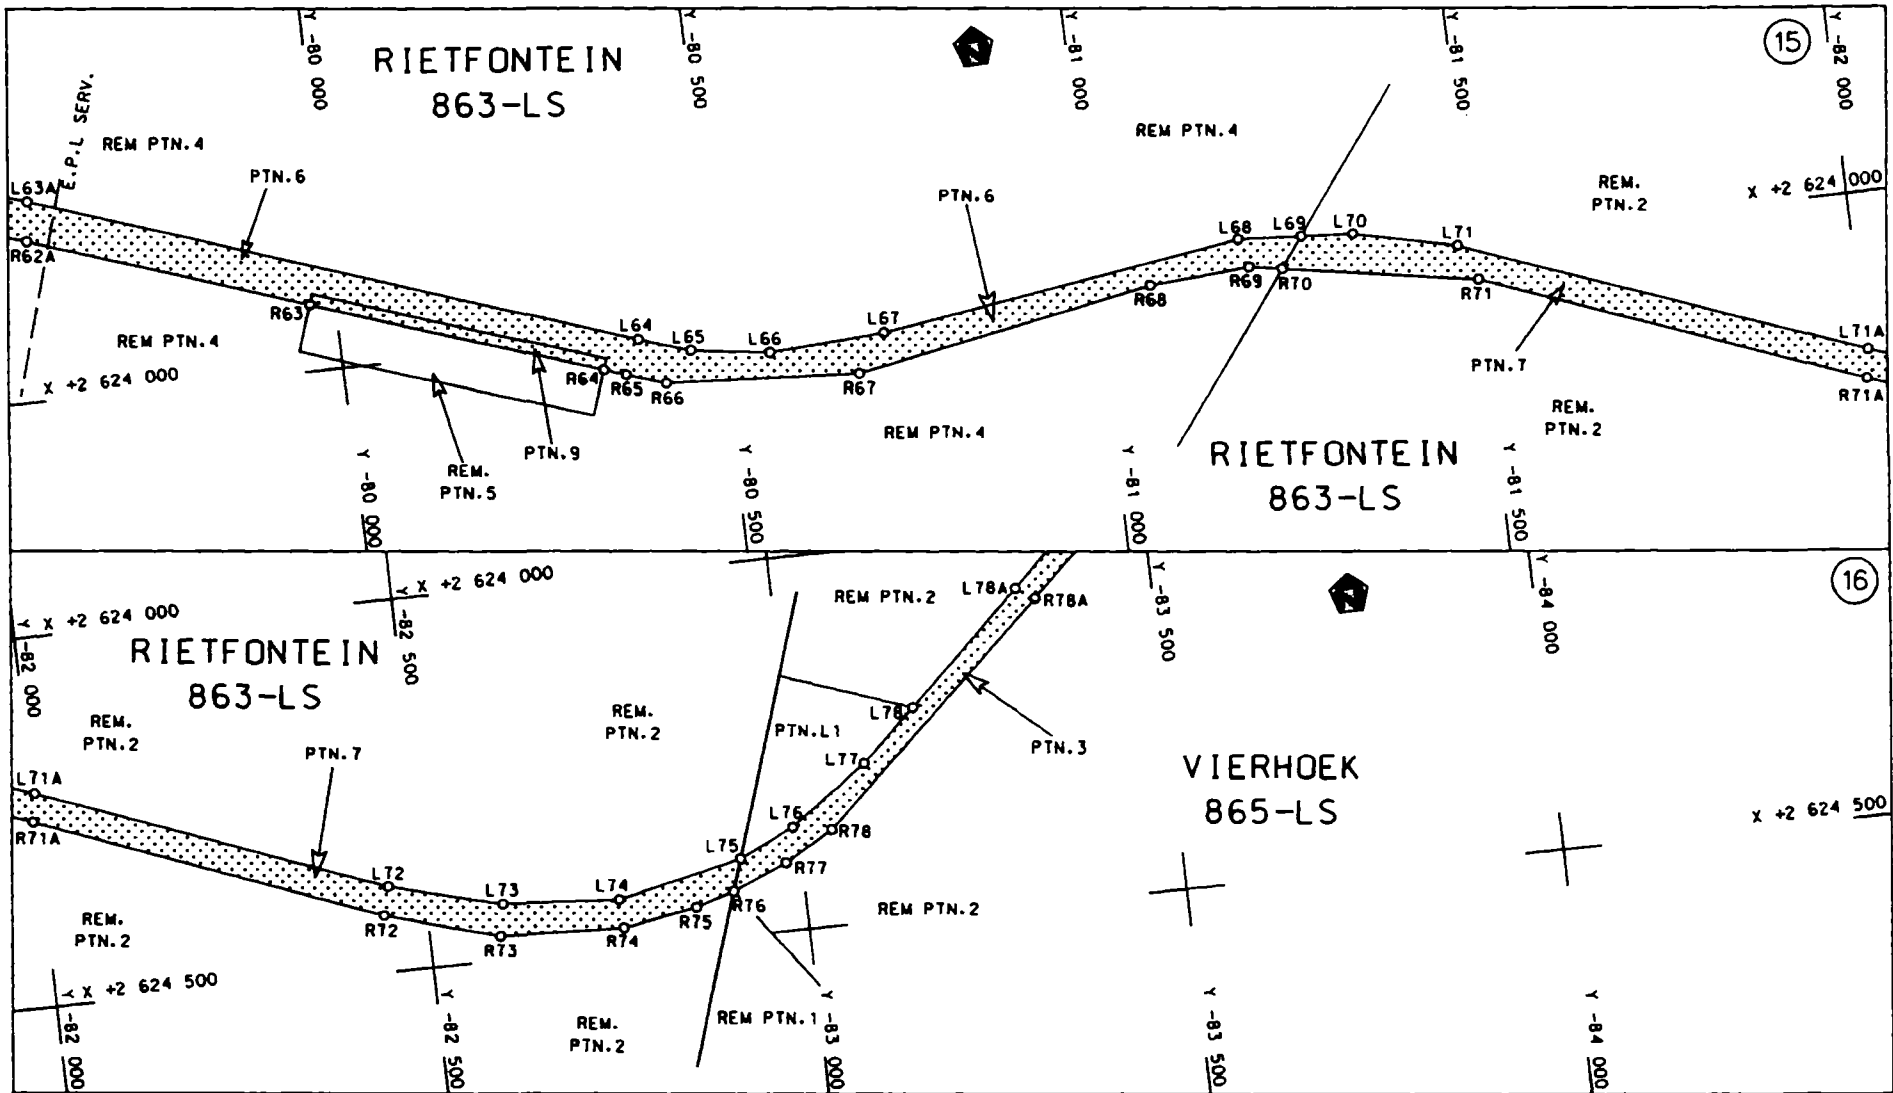 Y -80 000
Y -80 500
Y -81 000
Y -81 500
Y -82 000
15
RIETFONTEIN
863-LS
N
E.P.L SERV.
REM PTN.4
REM PTN.4
PTN.6
PTN.6
REM.
PTN.2
X +2 624 000
L63A
R62A
R63
L64
L65
L66
L67
L68
L69
L70
L71
L71A
R64
R65
R66
R67
R68
R69
R70
R71
R71A
REM PTN.4
X +2 624 000
PTN.7
REM.
PTN.2
REM PTN.4
PTN.9
REM.
PTN.5
RIETFONTEIN
863-LS
Y -80 000
Y -80 500
Y -81 000
Y -81 500
X +2 624 000
Y -82 500
X +2 624 000
Y -82 000
Y -83 500
Y -84 000
16
N
RIETFONTEIN
863-LS
REM PTN.2
L78A
R78A
REM.
PTN.2
REM.
PTN.2
PTN.L1
L78
PTN.3
PTN.7
L77
VIERHOEK
865-LS
L71A
R71A
L72
L73
L74
L75
L76
R78
R77
R76
R75
R74
R73
R72
X +2 624 500
REM.
PTN.2
REM PTN.2
X +2 624 500
REM.
PTN.2
REM PTN.1
Y -82 000
Y -82 500
Y -83 000
Y -83 500
Y -84 000